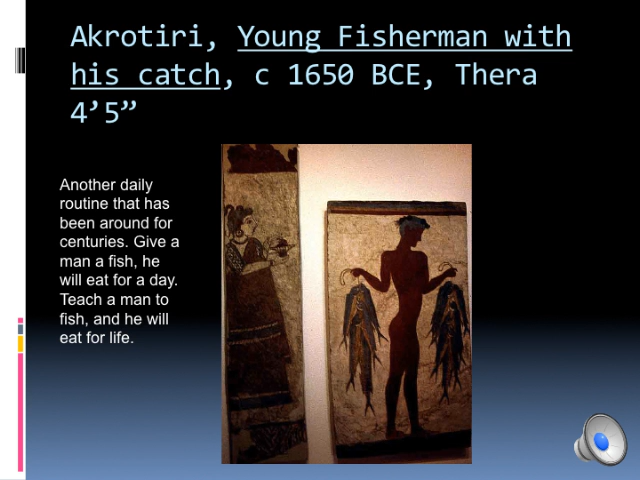 Akrotiri, Young Fisherman with
his catch, c 1650 BCE, Thera
4’5”
Another daily
routine that has
been around for
centuries. Give a
man a fish, he
will eat for a day.
Teach a man to
fish, and he will
eat for life.